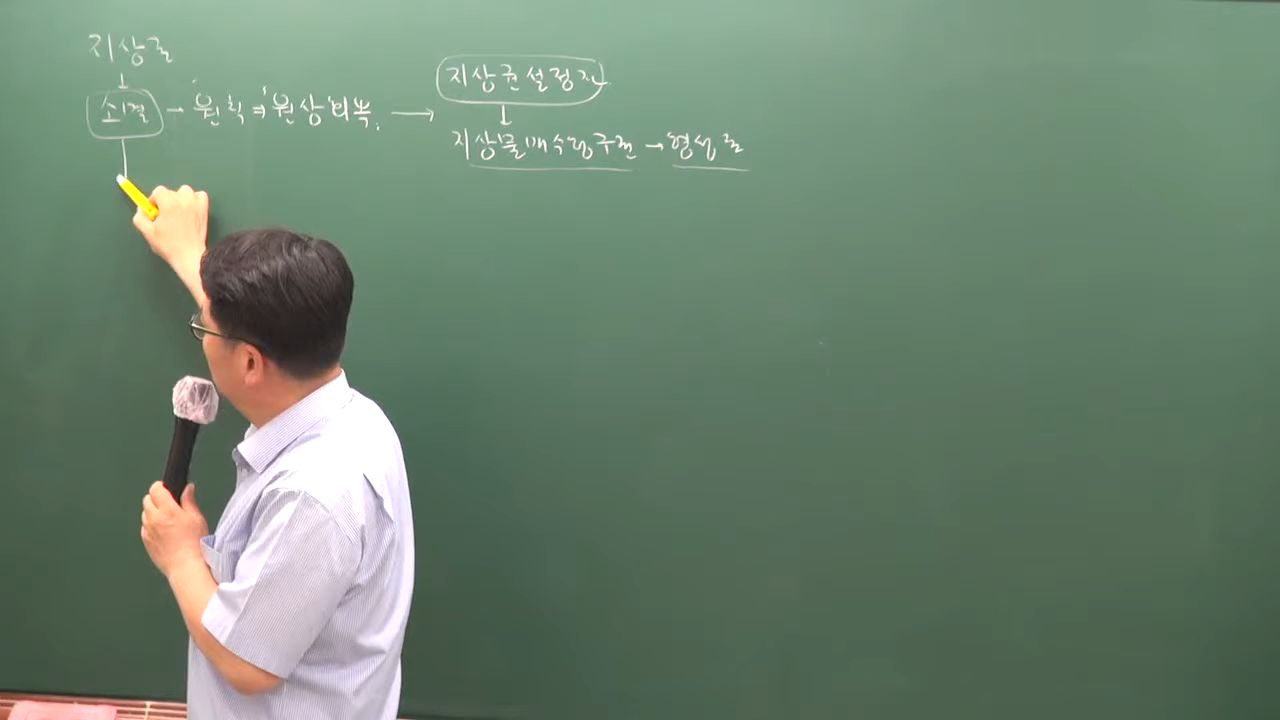 지상권
↓
소멸 → 원칙 ⇒ 원상회복. → 지상권설정자
↓
지상물매수청구권 → 형성권